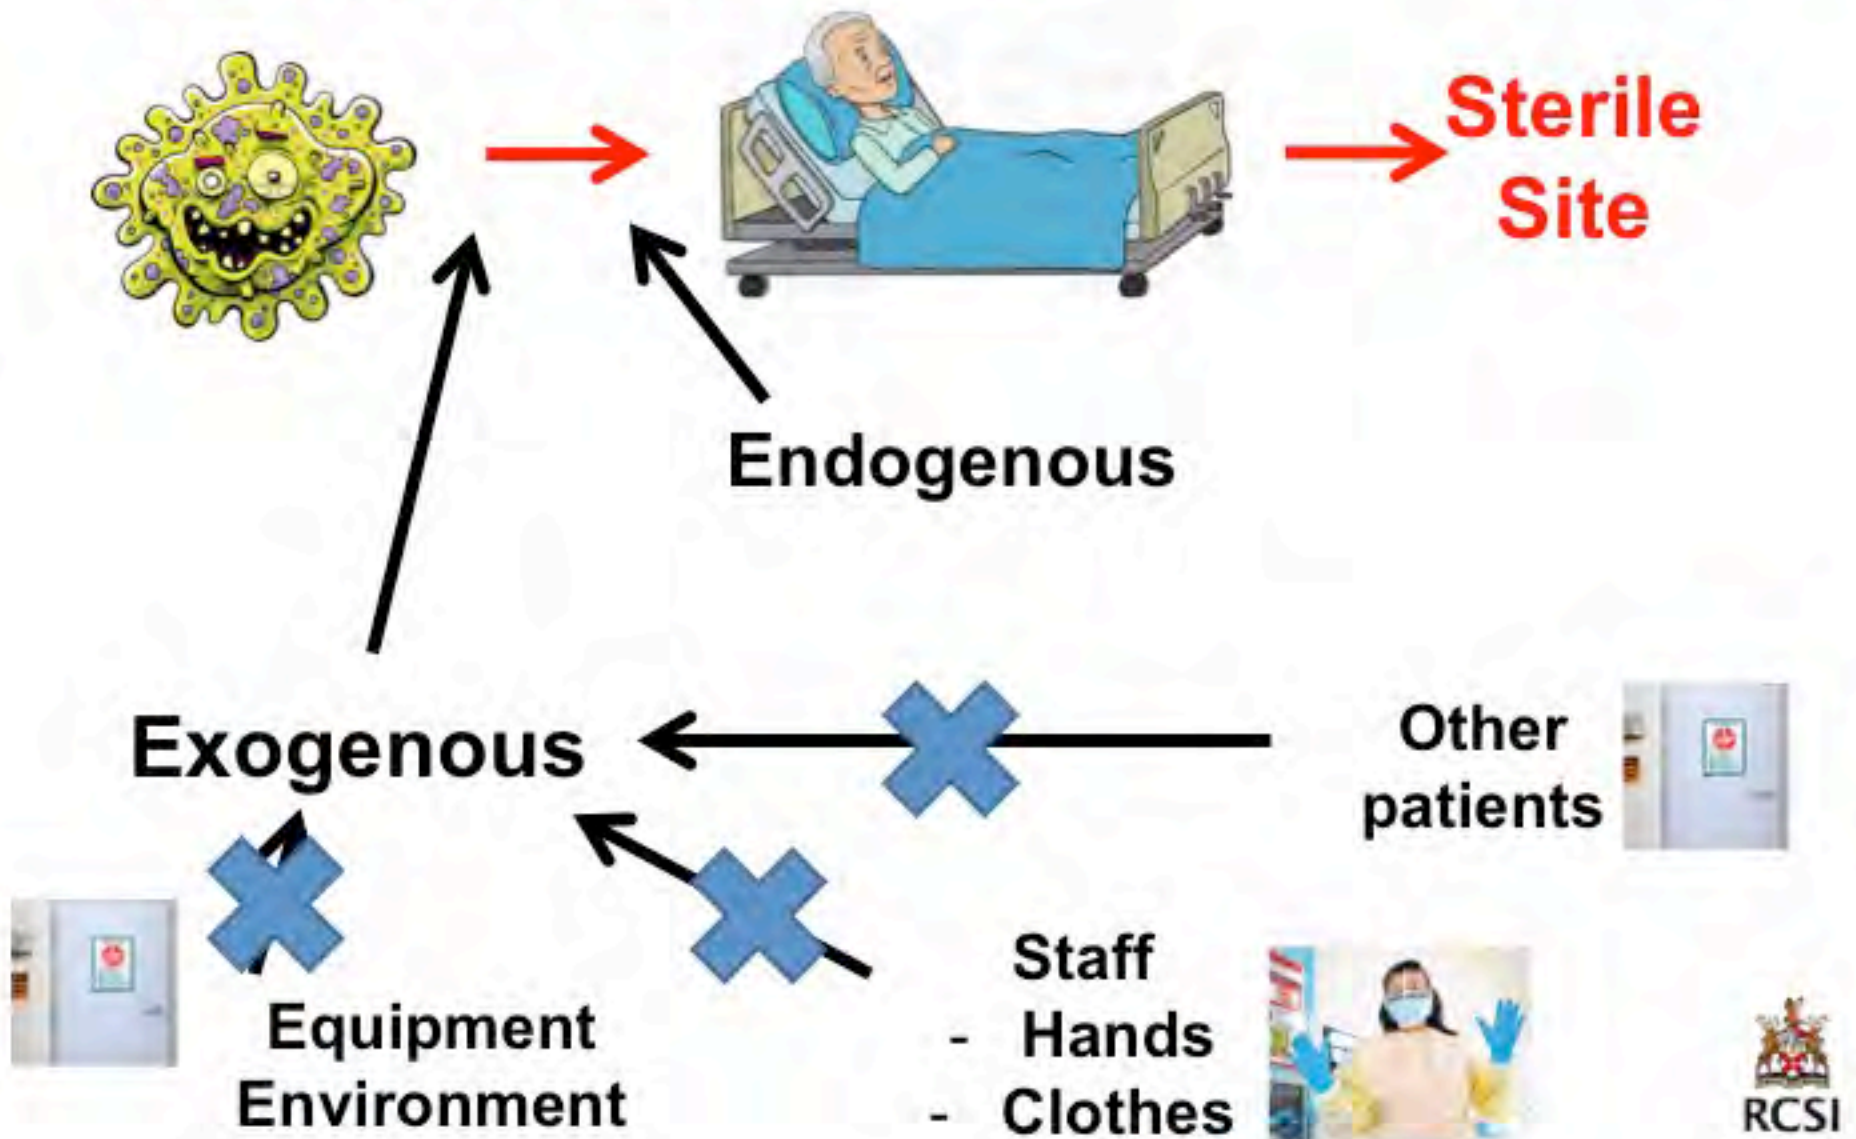 Sterile
Site
Endogenous
Exogenous
Other
patients
Staff
- Hands
- Clothes
Equipment
Environment
RCSI